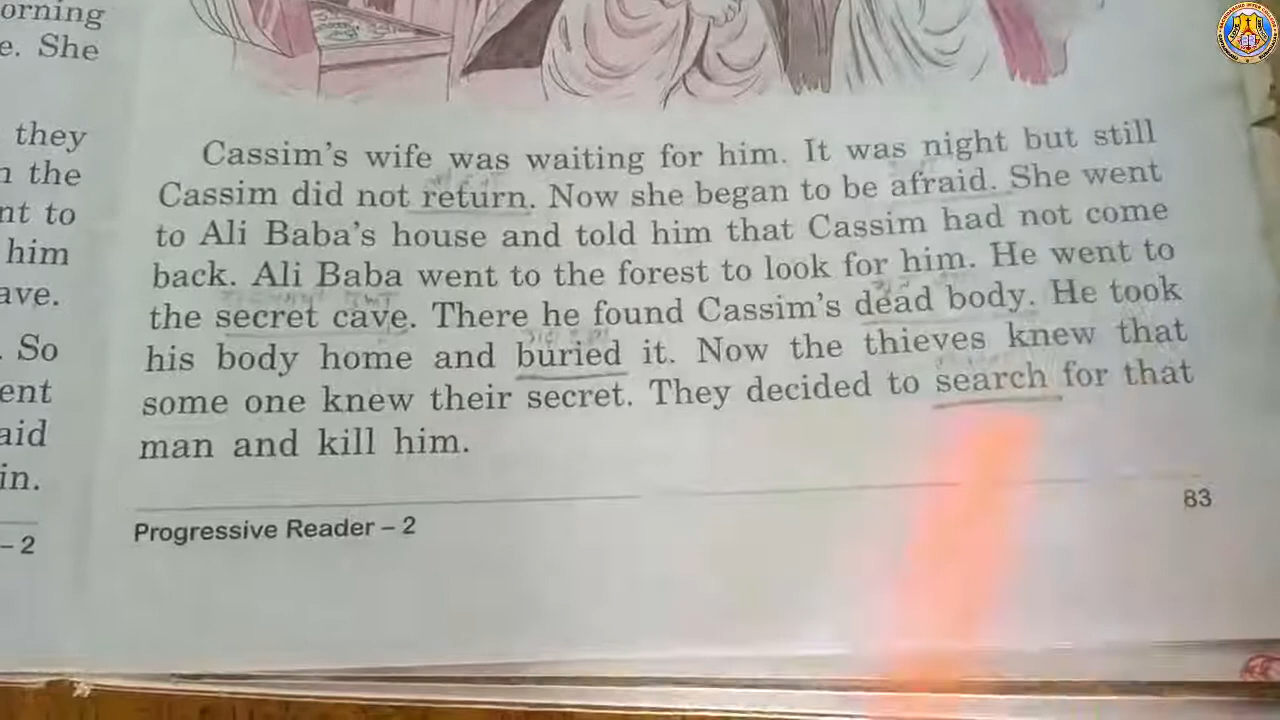 orning
e. She
they
the
nt to
him
ave.
. So
ent
aid
in.
– 2
Cassim's wife was waiting for him. It was night but still
Cassim did not return. Now she began to be afraid. She went
to Ali Baba's house and told him that Cassim had not come
back. Ali Baba went to the forest to look for him. He went to
the secret cave. There he found Cassim's dead body. He took
his body home and buried it. Now the thieves knew that
some one knew their secret. They decided to search for that
man and kill him.
Progressive Reader – 2
83